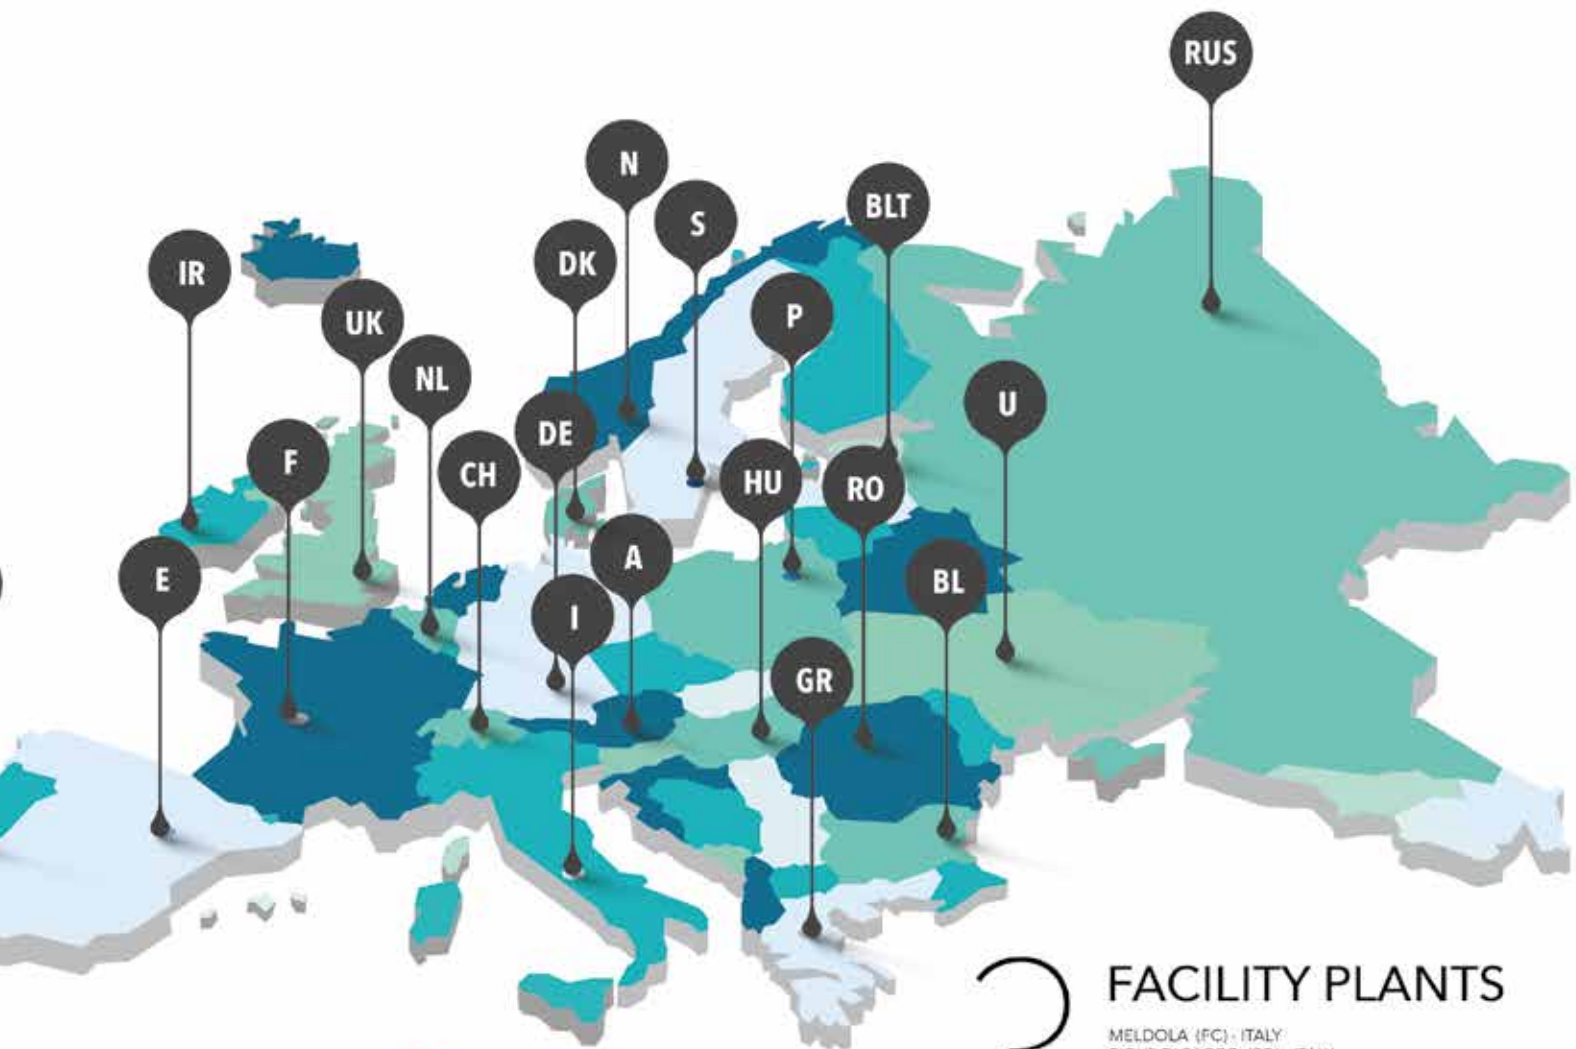 RUS
N
BLT
S
DK
IR
P
UK
NL
U
DE
F
CH
HU
RO
A
E
BL
I
GR
FACILITY PLANTS
MELDOLA (FC) - ITALY